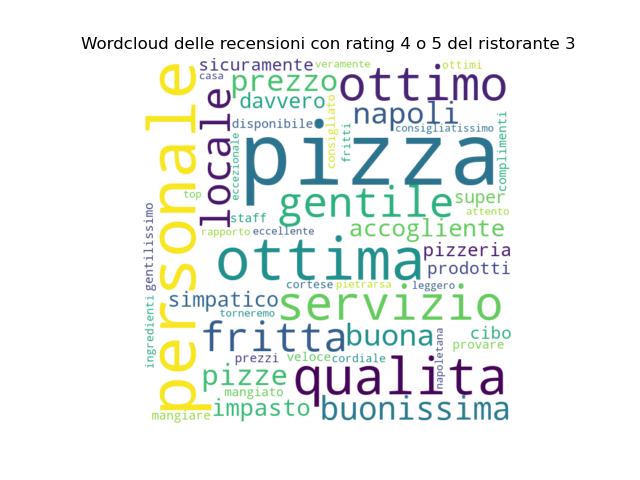 Wordcloud delle recensioni con rating 4 o 5 del ristorante 3
sicuramente veramente ottimi
casa prezzo ottimo
davvero napoli
disponibile consigliatissimo
personale locale eccezionale pizza consigliato fritti complimenti
top gentile super
staff attento
rapporto eccellente accogliente
gentilissimo ottima pizzeria
prodotti
cortese pietrarsa leggero
simpatico servizio
torneremo
ingredienti fritta buona cibo
provare
prezzi veloce cordiale napoletana
pizze qualita
mangiato
mangiare impasto buonissima